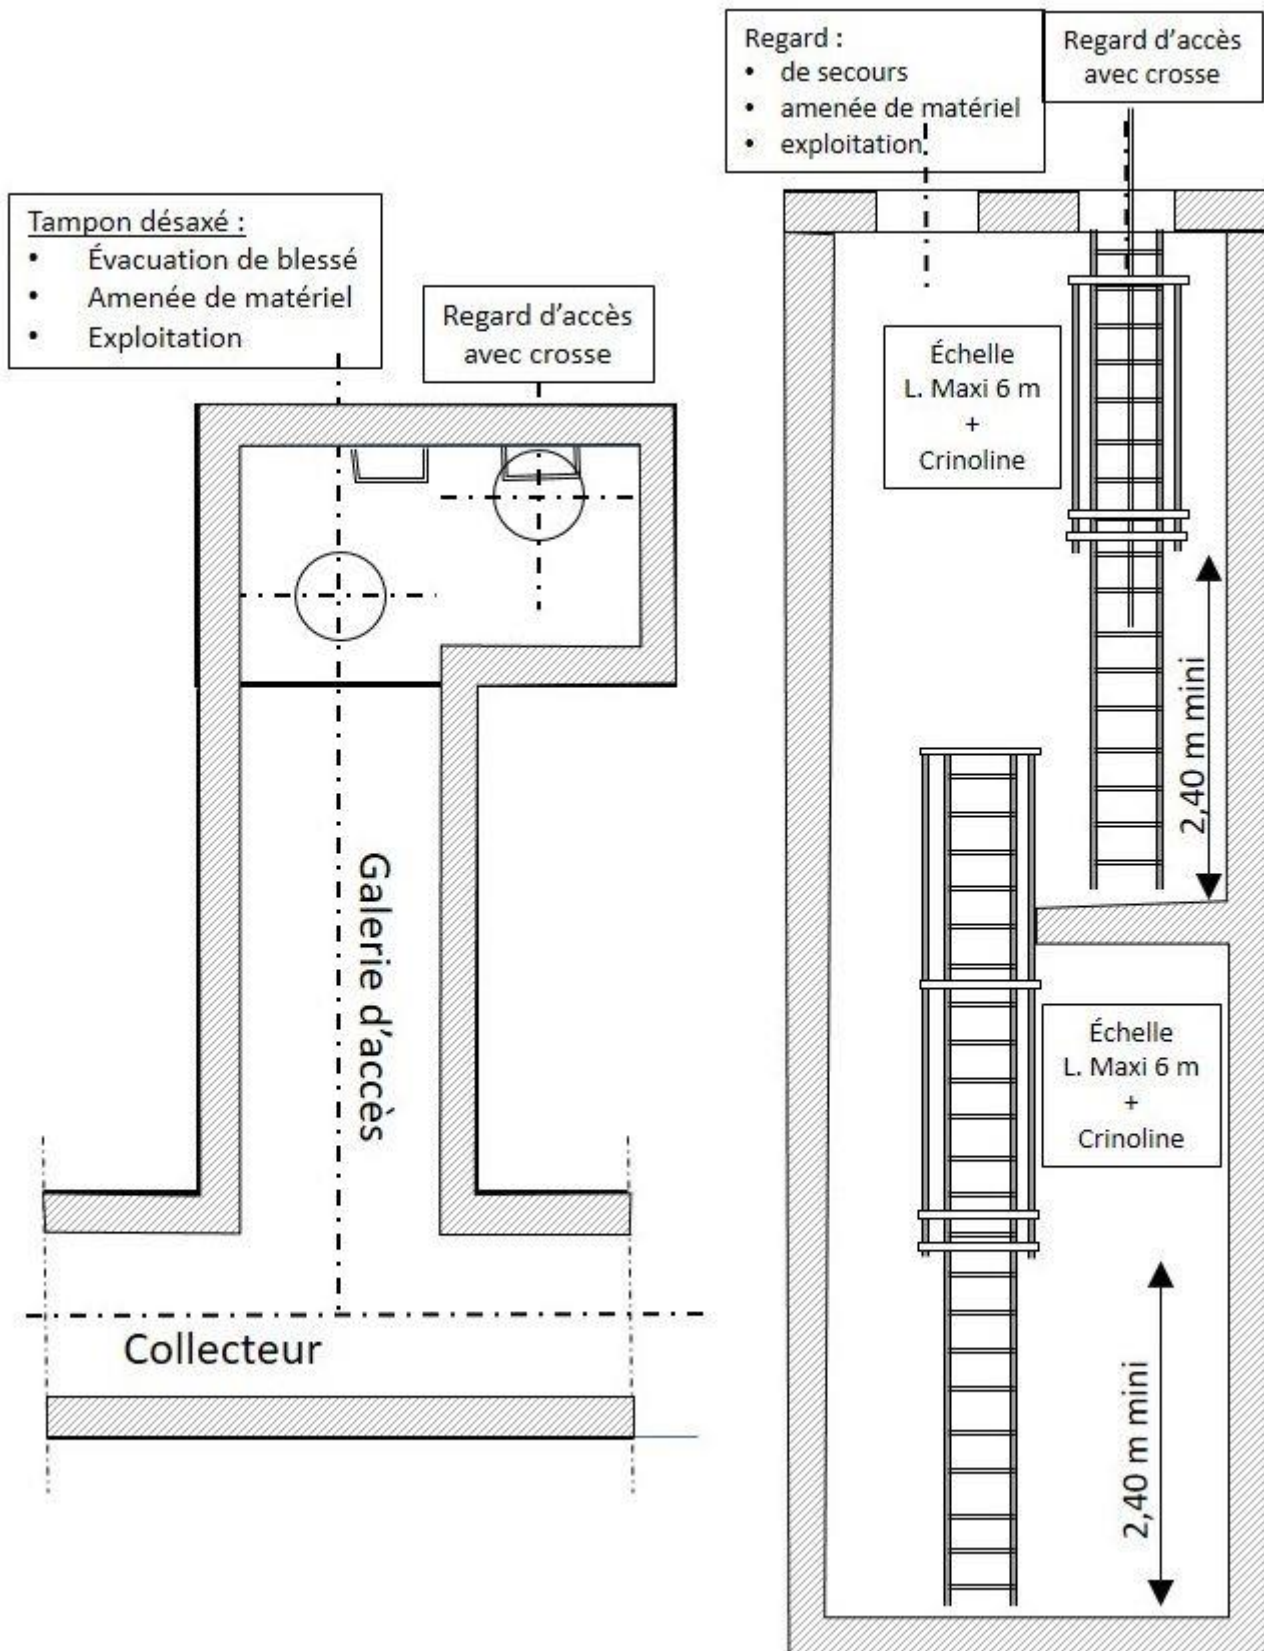 Tampon désaxé :
• Évacuation de blessé
• Amenée de matériel
• Exploitation
Regard d'accès
avec crosse
Galerie d'accès
Collecteur
Regard :
• de secours
• amenée de matériel
• exploitation
Regard d'accès
avec crosse
Échelle
L. Maxi 6 m
+
Crinoline
2,40 m mini
Échelle
L. Maxi 6 m
+
Crinoline
2,40 m mini